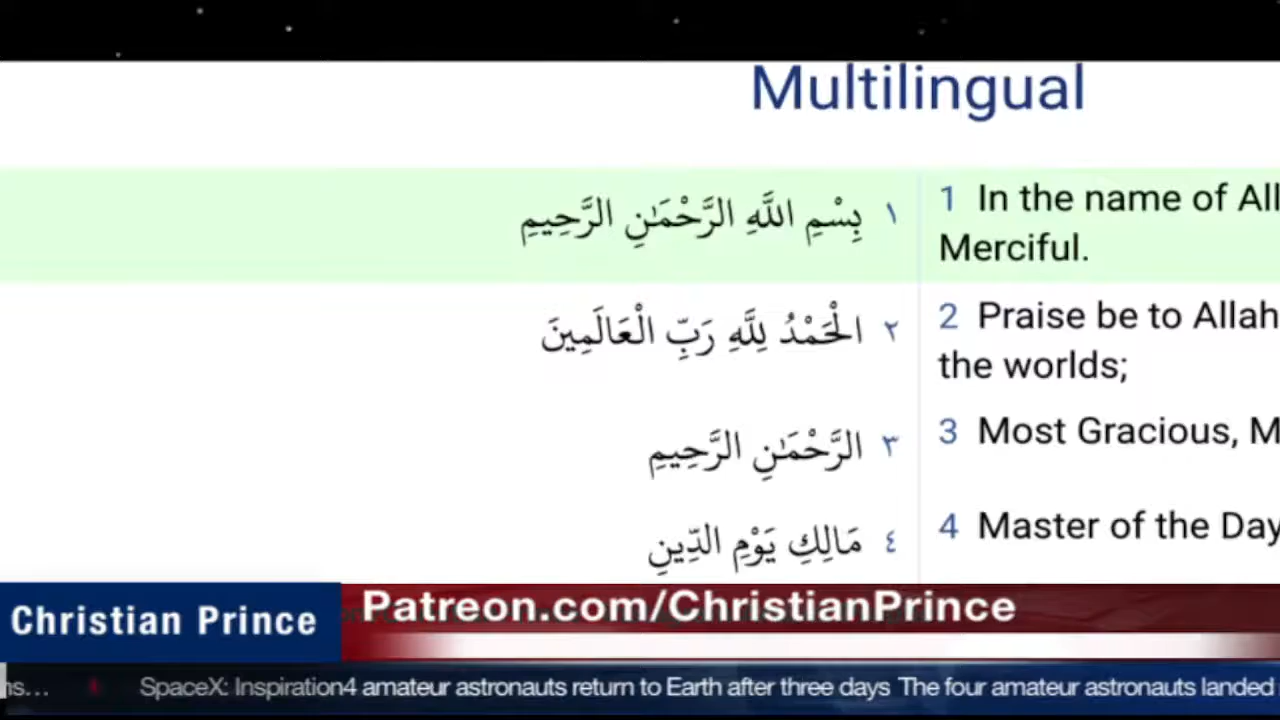 Multilingual
١ بِسْمِ اللَّهِ الرَّحْمَـٰنِ الرَّحِيمِ
1 In the name of All
Merciful.
٢ الْحَمْدُ لِلَّهِ رَبِّ الْعَالَمِينَ
2 Praise be to Allah
the worlds;
٣ الرَّحْمَـٰنِ الرَّحِيمِ
3 Most Gracious, M
٤ مَالِكِ يَوْمِ الدِّينِ
4 Master of the Day
Christian Prince
Patreon.com/ChristianPrince
ns... SpaceX: Inspiration4 amateur astronauts return to Earth after three days The four amateur astronauts landed